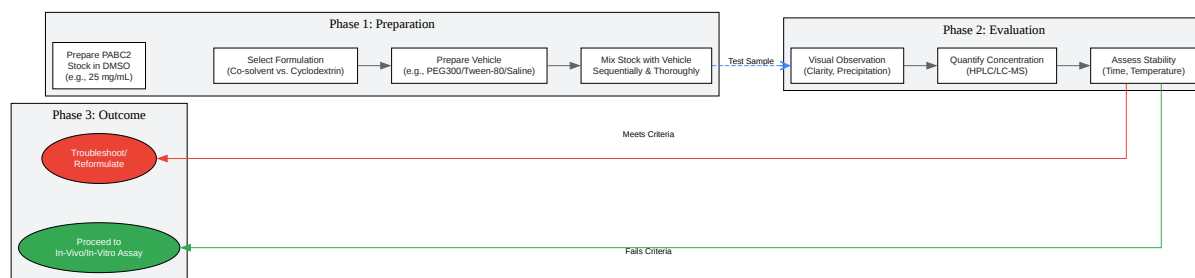 Phase 1: Preparation
Prepare PABC2
Stock in DMSO
(e.g., 25 mg/mL)
Select Formulation
(Co-solvent vs. Cyclodextrin)
Prepare Vehicle
(e.g., PEG300/Tween-80/Saline)
Mix Stock with Vehicle
Sequentially & Thoroughly
Test Sample
Phase 2: Evaluation
Visual Observation
(Clarity, Precipitation)
Quantify Concentration
(HPLC/LC-MS)
Assess Stability
(Time, Temperature)
Phase 3: Outcome
Troubleshoot/
Reformulate
Meets Criteria
Proceed to
In-Vivo/In-Vitro Assay
Fails Criteria